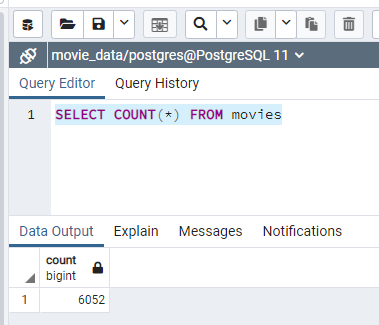 movie_data/postgres@PostgreSQL 11
Query Editor Query History
1 SELECT COUNT(*) FROM movies
Data Output Explain Messages Notifications
count
bigint
1 6052